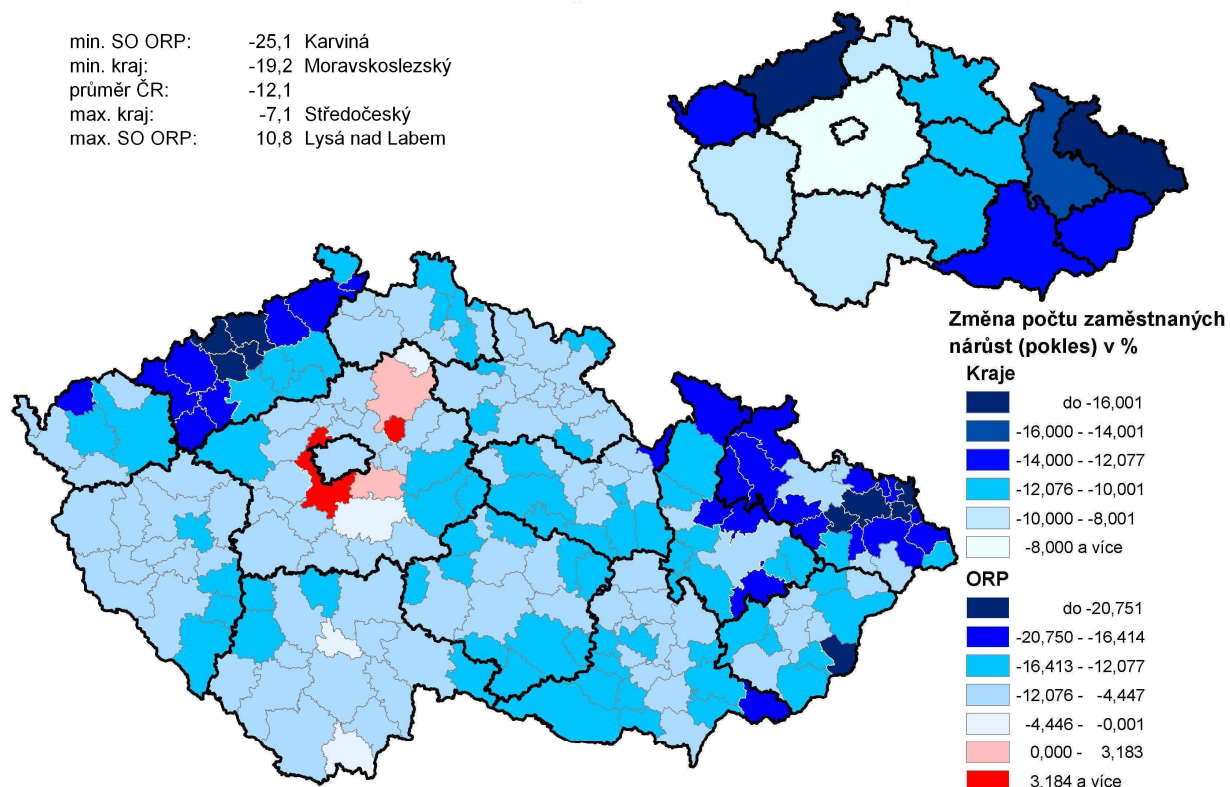 min. SO ORP: -25,1 Karviná
min. kraj: -19,2 Moravskoslezský
průměr ČR: -12,1
max. kraj: -7,1 Středočeský
max. SO ORP: 10,8 Lysá nad Labem
Změna počtu zaměstnaných
nárůst (pokles) v %
Kraje
do -16,001
-16,000 - -14,001
-14,000 - -12,077
-12,076 - -10,001
-10,000 - -8,001
-8,000 a více
ORP
do -20,751
-20,750 - -16,414
-16,413 - -12,077
-12,076 - -4,447
-4,446 - -0,001
0,000 - 3,183
3,184 a více